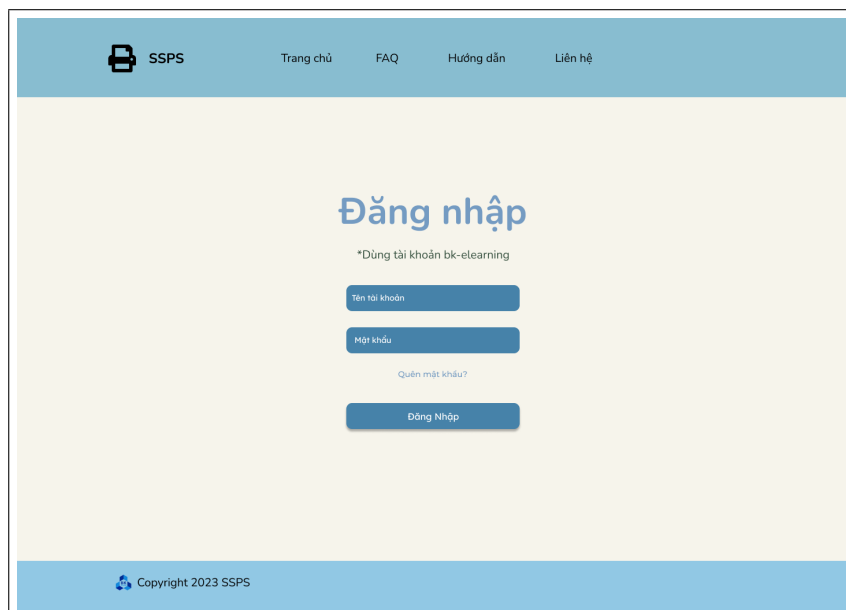 SSPS Trang chủ FAQ Hướng dẫn Liên hệ
Đăng nhập
*Dùng tài khoản bk-elearning
Tên tài khoản
Mật khẩu
Quên mật khẩu?
Đăng Nhập
Copyright 2023 SSPS